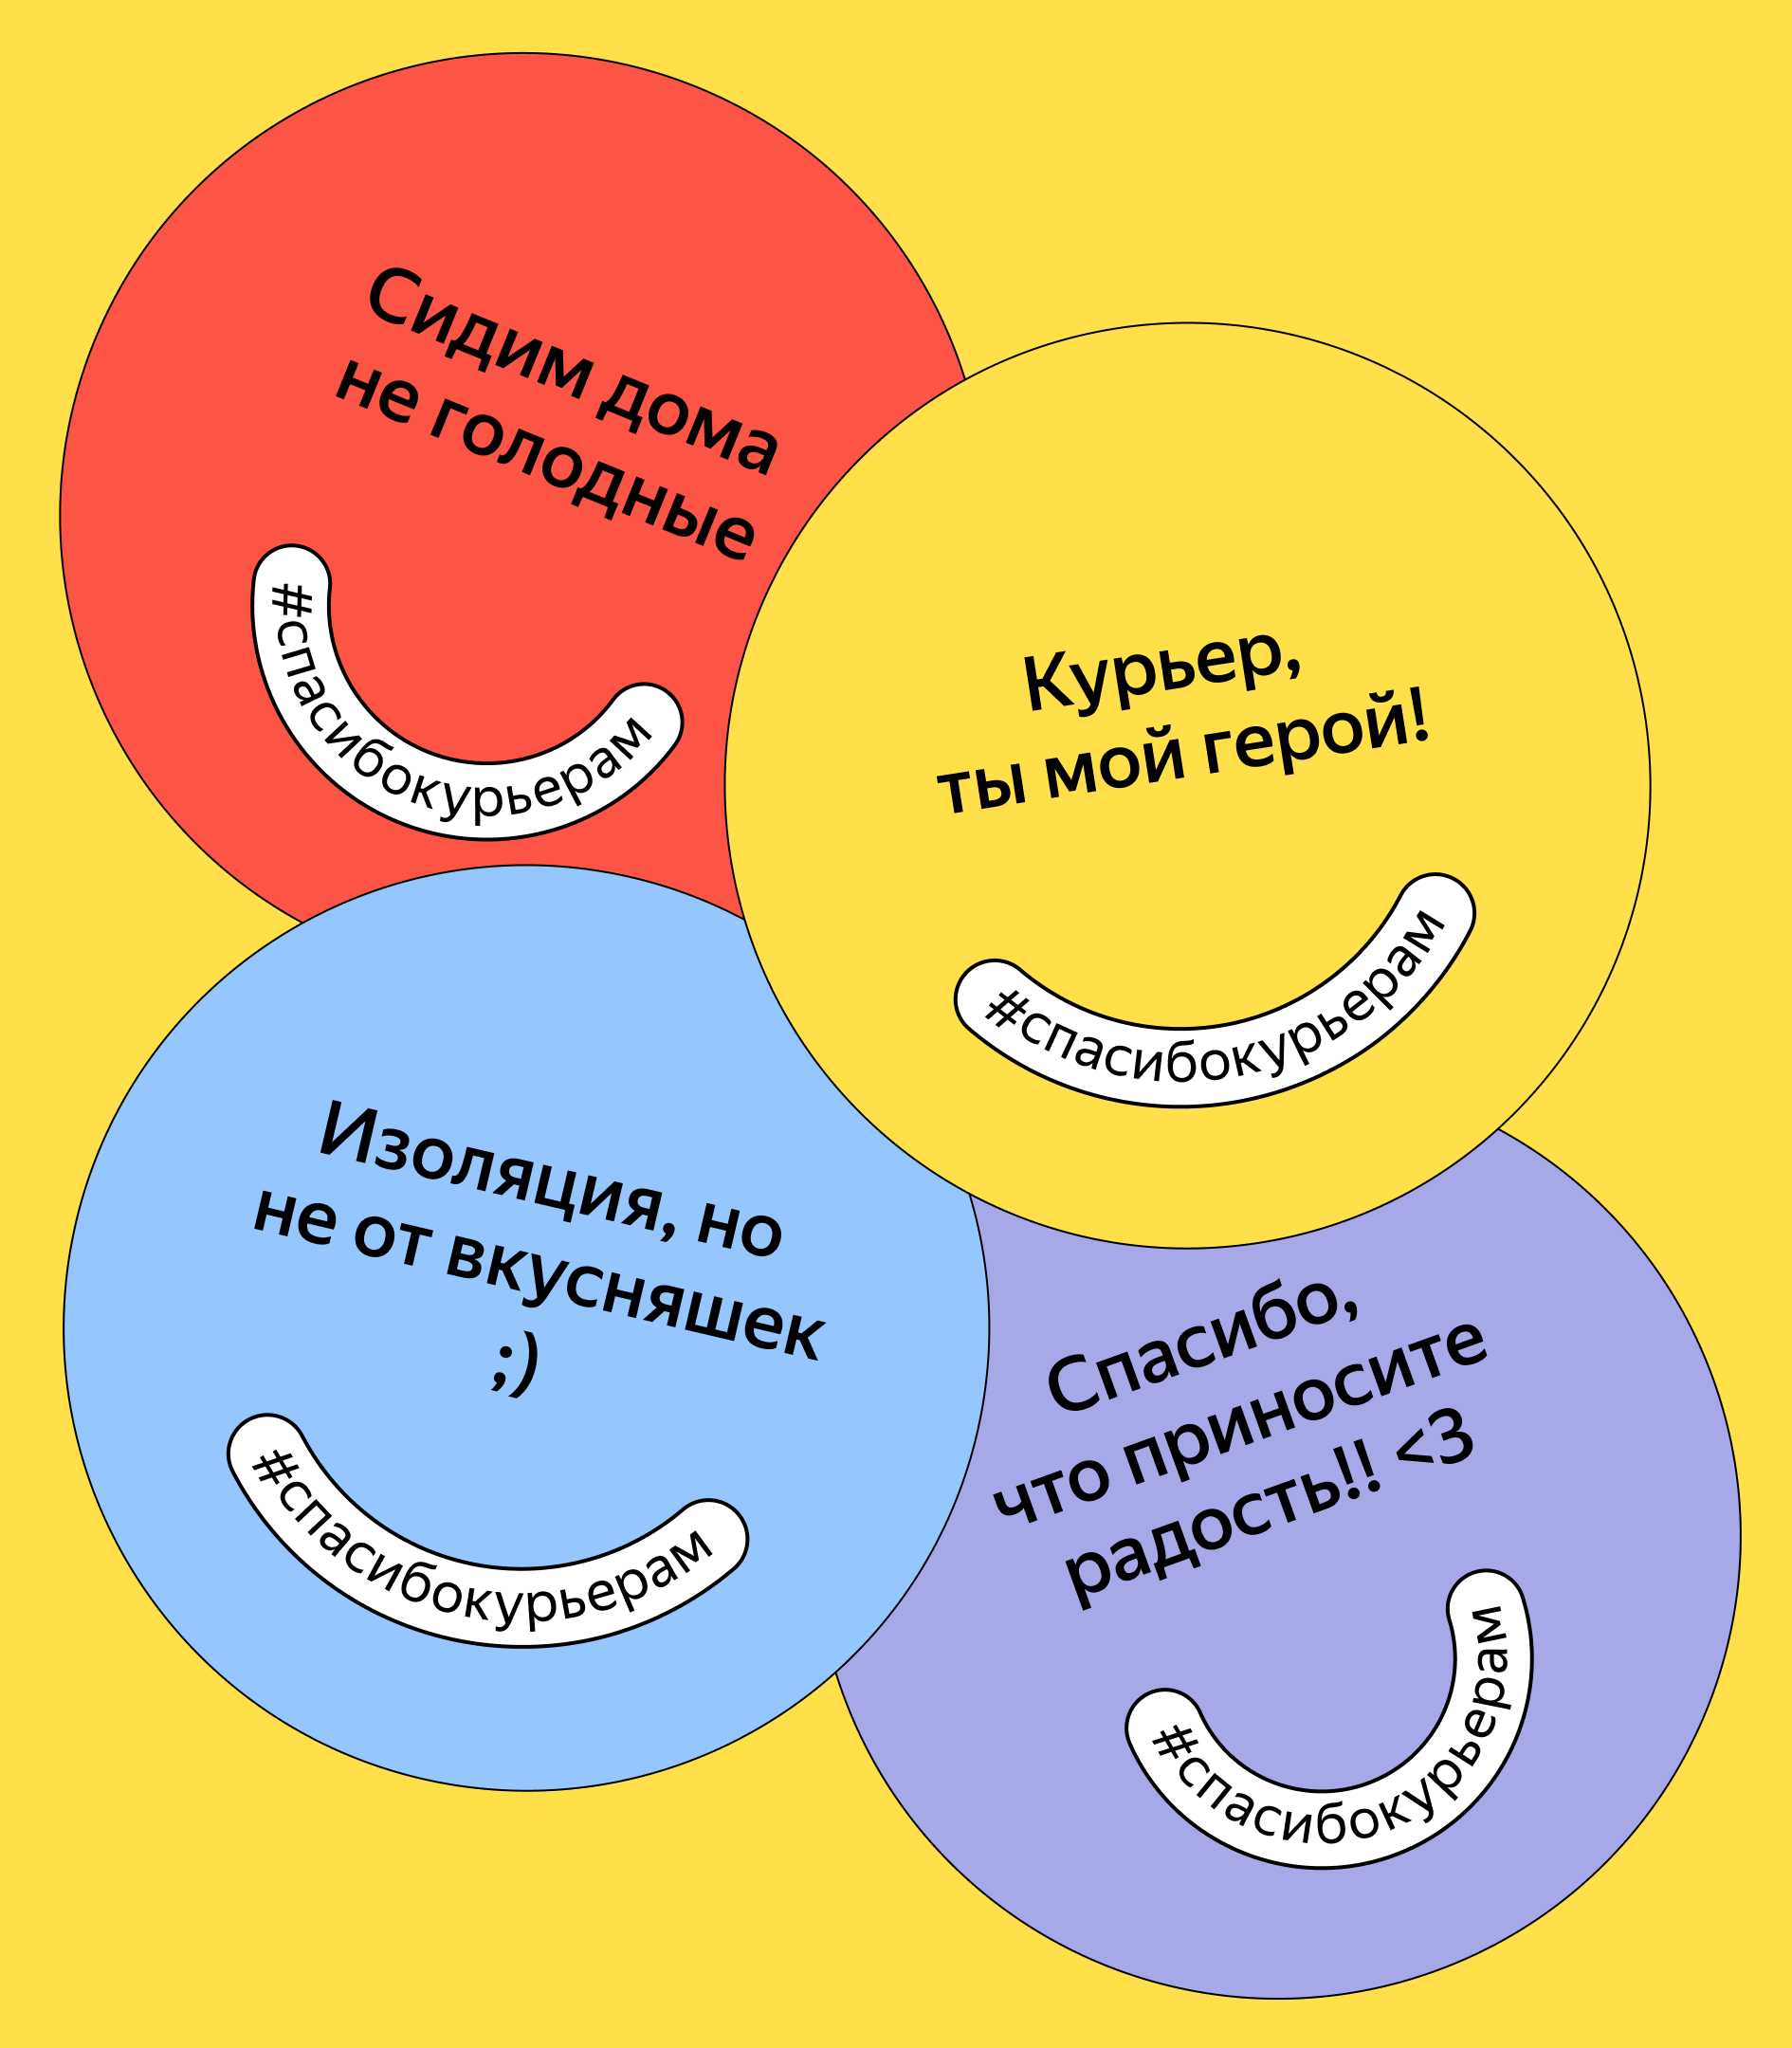 Сидим дома
не голодные
#спасибокурьерам
Курьер,
ты мой герой!
#спасибокурьерам
Изоляция, но
не от вкусняшек
;)
#спасибокурьерам
Спасибо,
что приносите
радость!! <3
#спасибокурьерам